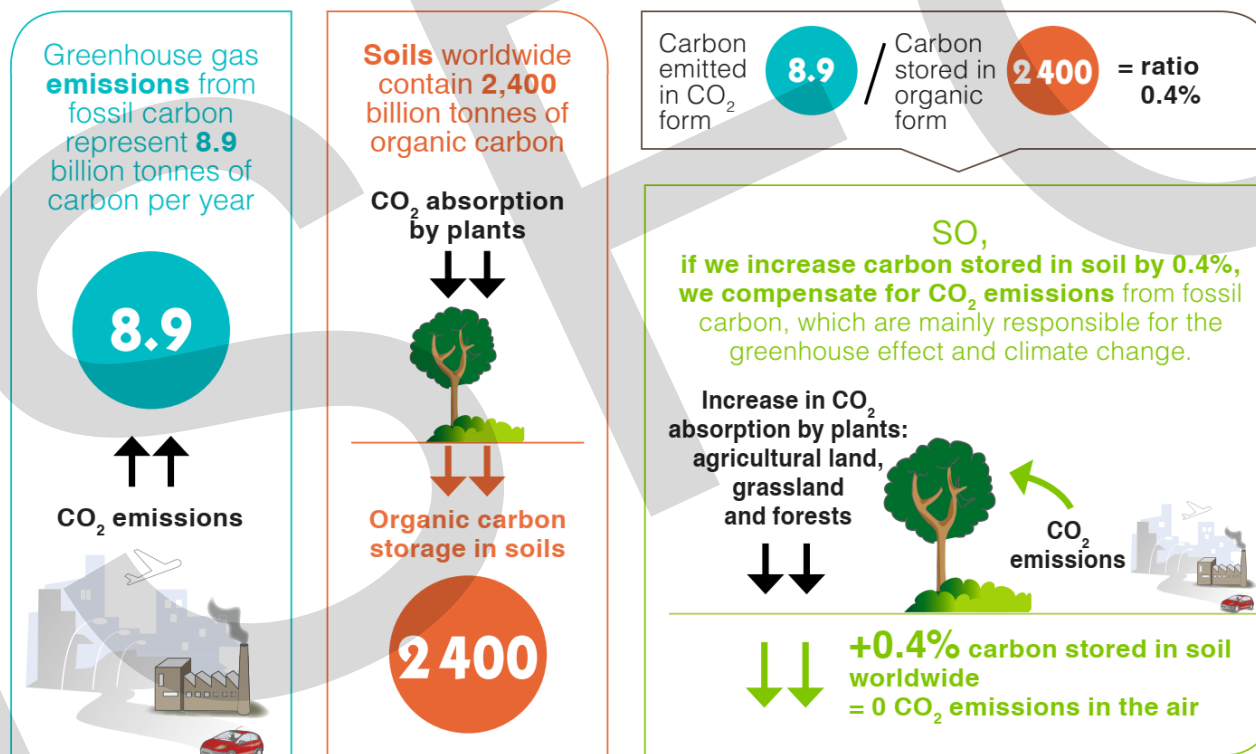 Greenhouse gas
emissions from
fossil carbon
represent 8.9
billion tonnes of
carbon per year
8.9
CO₂ emissions
Soils worldwide
contain 2,400
billion tonnes of
organic carbon
CO₂ absorption
by plants
Organic carbon
storage in soils
2 400
Carbon
emitted
in CO₂
form
8.9
/
Carbon
stored in
organic
form
2 400
= ratio
0.4%
SO,
if we increase carbon stored in soil by 0.4%,
we compensate for CO₂ emissions from fossil
carbon, which are mainly responsible for the
greenhouse effect and climate change.
Increase in CO₂
absorption by plants:
agricultural land,
grassland
and forests
CO₂
emissions
+0.4% carbon stored in soil
worldwide
= 0 CO₂ emissions in the air